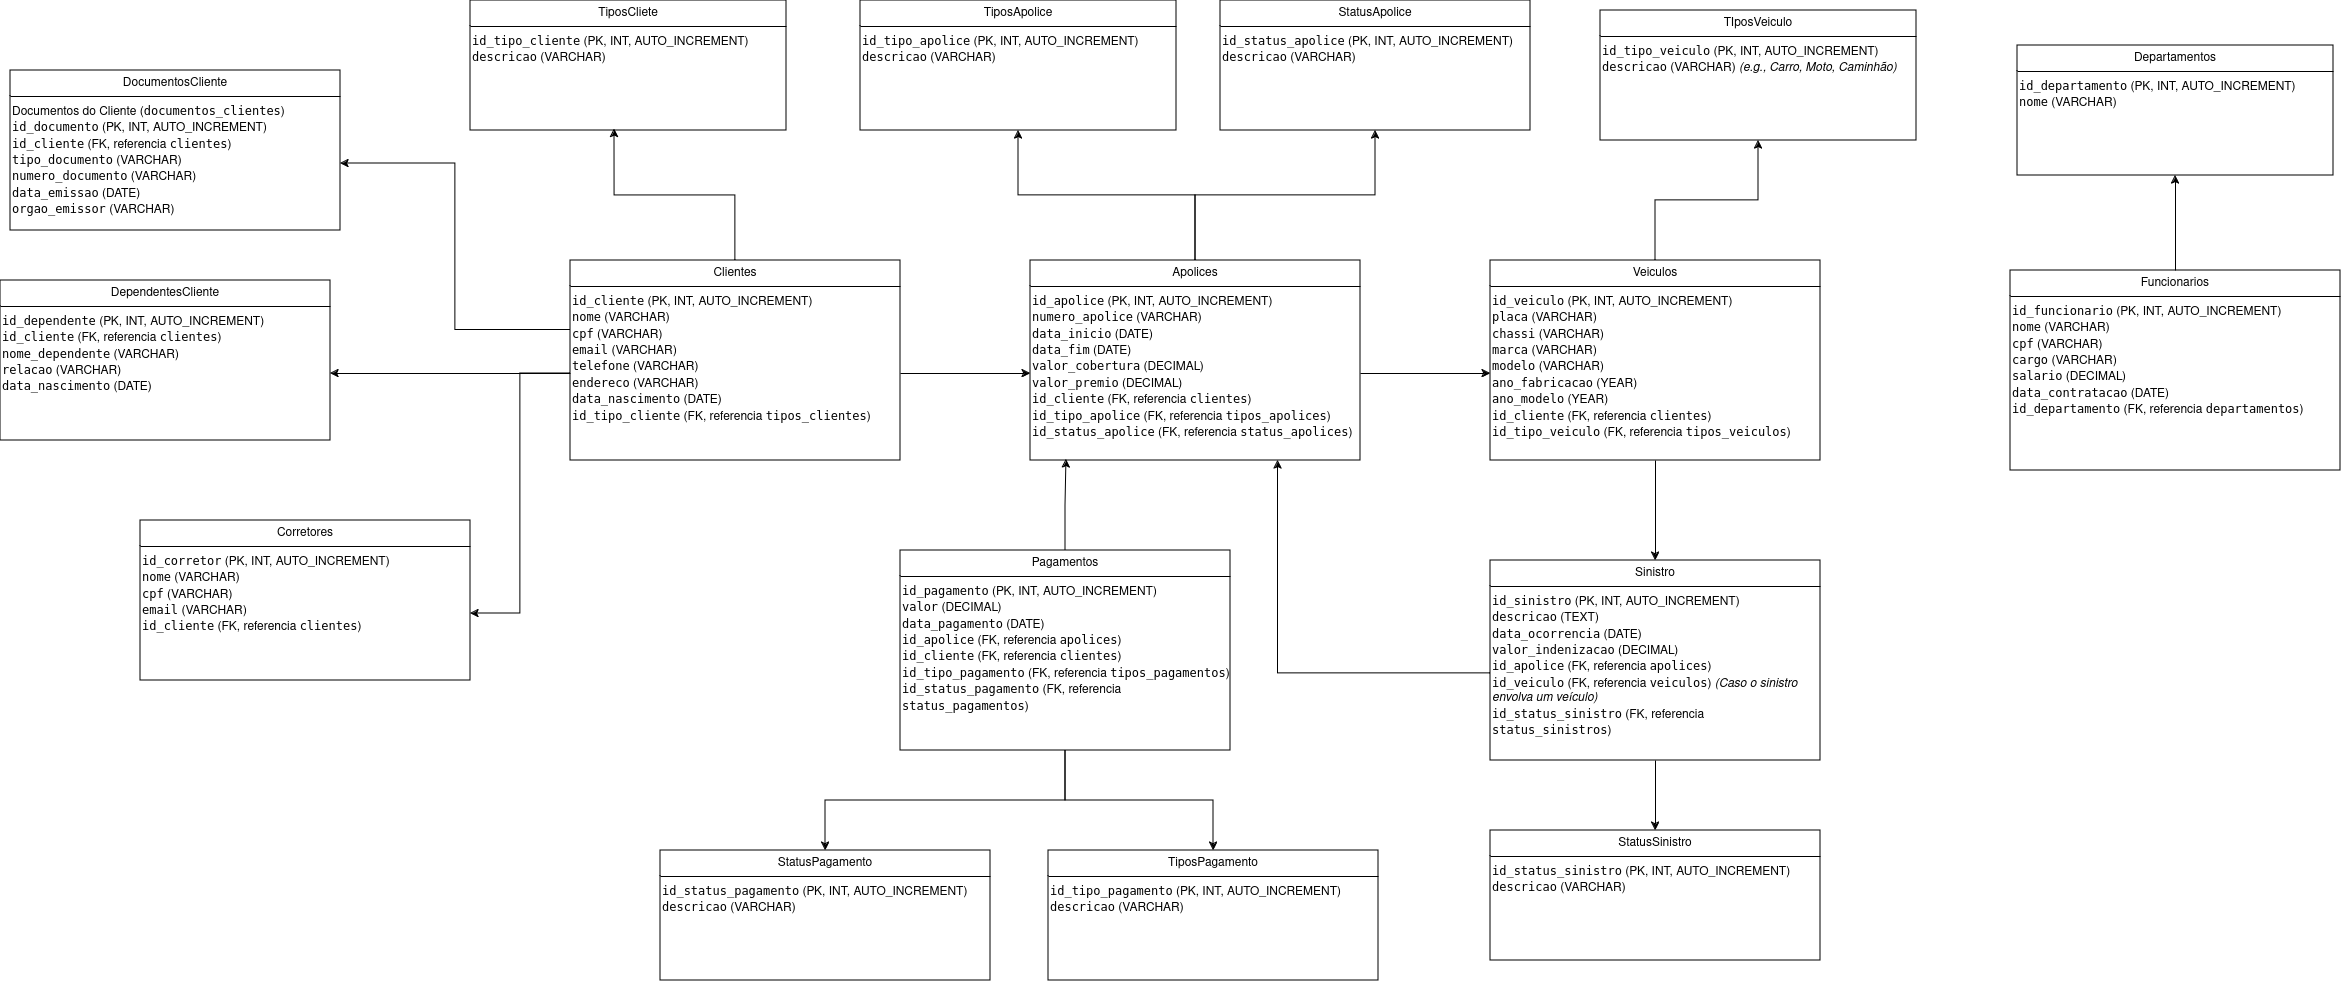 TiposCliete
id_tipo_cliente (PK, INT, AUTO_INCREMENT)
descricao (VARCHAR)
TiposApolice
id_tipo_apolice (PK, INT, AUTO_INCREMENT)
descricao (VARCHAR)
StatusApolice
id_status_apolice (PK, INT, AUTO_INCREMENT)
descricao (VARCHAR)
TIposVeiculo
id_tipo_veiculo (PK, INT, AUTO_INCREMENT)
descricao (VARCHAR) (e.g., Carro, Moto, Caminhão)
Departamentos
id_departamento (PK, INT, AUTO_INCREMENT)
nome (VARCHAR)
DocumentosCliente
Documentos do Cliente (documentos_clientes)
id_documento (PK, INT, AUTO_INCREMENT)
id_cliente (FK, referencia clientes)
tipo_documento (VARCHAR)
numero_documento (VARCHAR)
data_emissao (DATE)
orgao_emissor (VARCHAR)
DependentesCliente
id_dependente (PK, INT, AUTO_INCREMENT)
id_cliente (FK, referencia clientes)
nome_dependente (VARCHAR)
relacao (VARCHAR)
data_nascimento (DATE)
Clientes
id_cliente (PK, INT, AUTO_INCREMENT)
nome (VARCHAR)
cpf (VARCHAR)
email (VARCHAR)
telefone (VARCHAR)
endereco (VARCHAR)
data_nascimento (DATE)
id_tipo_cliente (FK, referencia tipos_clientes)
Apolices
id_apolice (PK, INT, AUTO_INCREMENT)
numero_apolice (VARCHAR)
data_inicio (DATE)
data_fim (DATE)
valor_cobertura (DECIMAL)
valor_premio (DECIMAL)
id_cliente (FK, referencia clientes)
id_tipo_apolice (FK, referencia tipos_apolices)
id_status_apolice (FK, referencia status_apolices)
Veiculos
id_veiculo (PK, INT, AUTO_INCREMENT)
placa (VARCHAR)
chassi (VARCHAR)
marca (VARCHAR)
modelo (VARCHAR)
ano_fabricacao (YEAR)
ano_modelo (YEAR)
id_cliente (FK, referencia clientes)
id_tipo_veiculo (FK, referencia tipos_veiculos)
Funcionarios
id_funcionario (PK, INT, AUTO_INCREMENT)
nome (VARCHAR)
cpf (VARCHAR)
cargo (VARCHAR)
salario (DECIMAL)
data_contratacao (DATE)
id_departamento (FK, referencia departamentos)
Corretores
id_corretor (PK, INT, AUTO_INCREMENT)
nome (VARCHAR)
cpf (VARCHAR)
email (VARCHAR)
id_cliente (FK, referencia clientes)
Pagamentos
id_pagamento (PK, INT, AUTO_INCREMENT)
valor (DECIMAL)
data_pagamento (DATE)
id_apolice (FK, referencia apolices)
id_cliente (FK, referencia clientes)
id_tipo_pagamento (FK, referencia tipos_pagamentos)
id_status_pagamento (FK, referencia
status_pagamentos)
Sinistro
id_sinistro (PK, INT, AUTO_INCREMENT)
descricao (TEXT)
data_ocorrencia (DATE)
valor_indenizacao (DECIMAL)
id_apolice (FK, referencia apolices)
id_veiculo (FK, referencia veiculos) (Caso o sinistro
envolva um veículo)
id_status_sinistro (FK, referencia
status_sinistros)
StatusPagamento
id_status_pagamento (PK, INT, AUTO_INCREMENT)
descricao (VARCHAR)
TiposPagamento
id_tipo_pagamento (PK, INT, AUTO_INCREMENT)
descricao (VARCHAR)
StatusSinistro
id_status_sinistro (PK, INT, AUTO_INCREMENT)
descricao (VARCHAR)